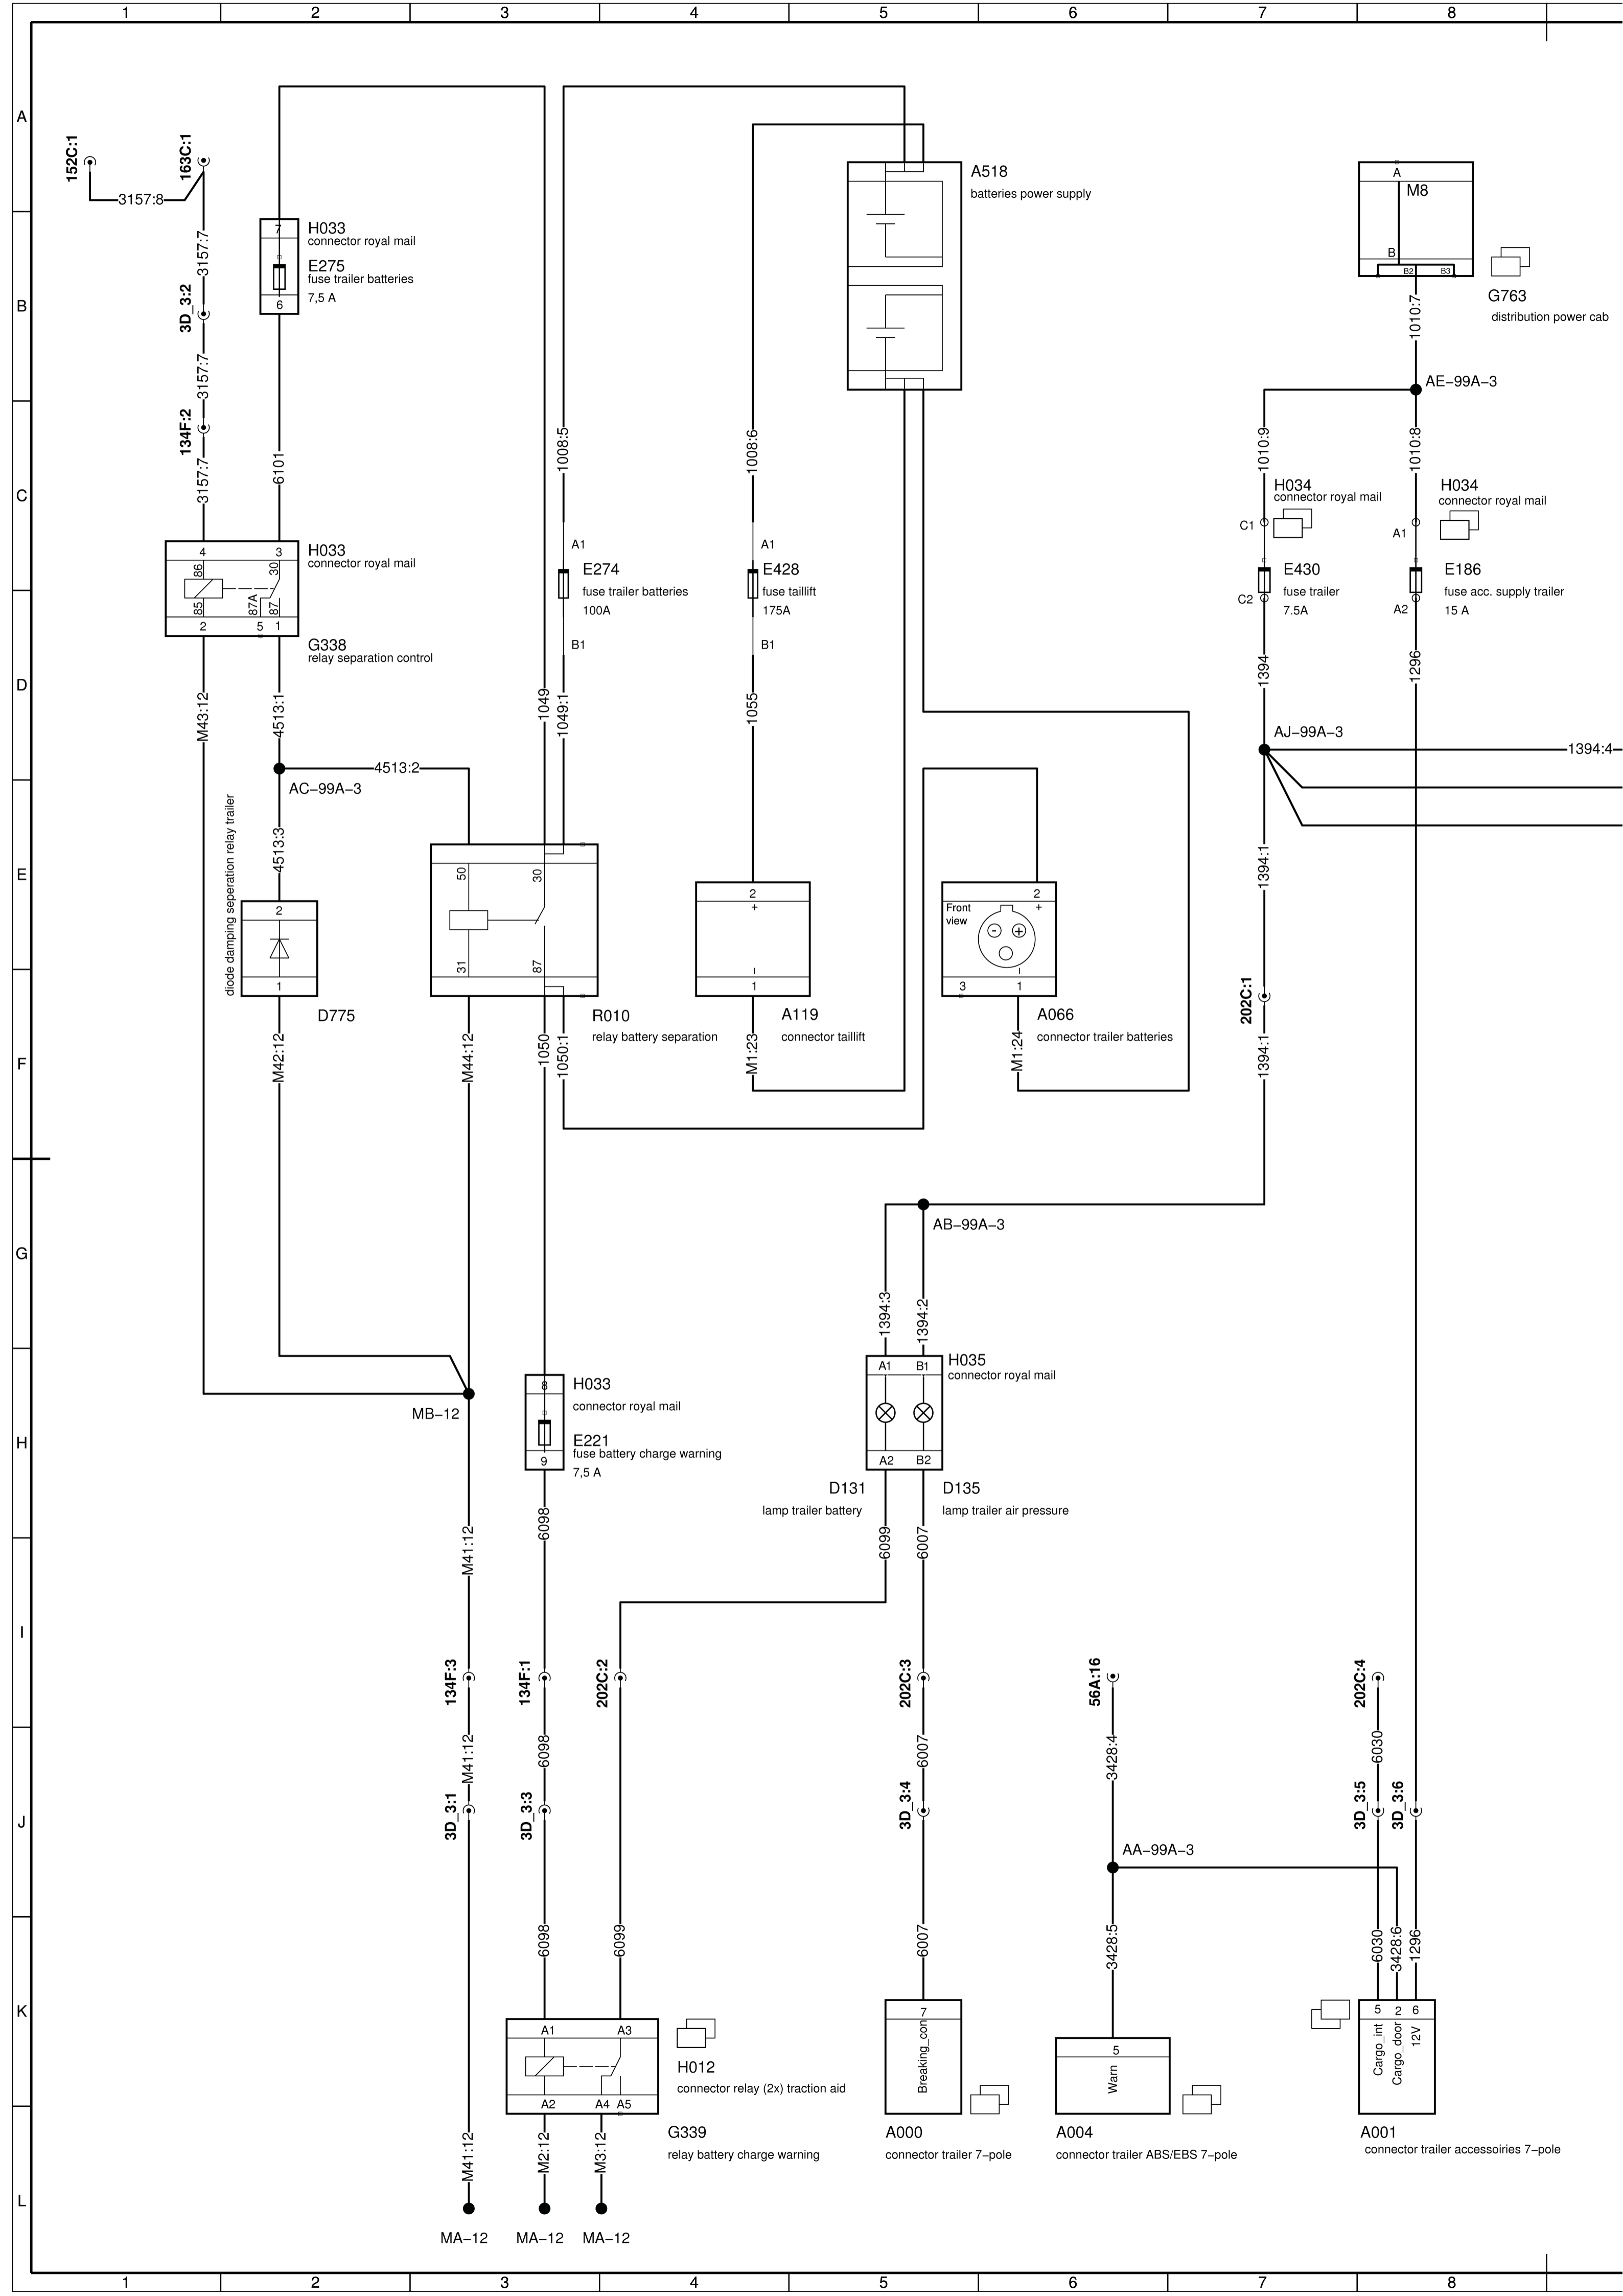 1 2 3 4 5 6 7 8
A
152C:1
163C:1
3157:8
A518
batteries power supply
A
M8
B
B2 B3
G763
distribution power cab
3157:7
7
H033
connector royal mail
E275
fuse trailer batteries
7,5 A
6
B
3D_3:2
1010:7
3157:7
AE−99A−3
134F:2
3157:7
6101
1008:5
1008:6
1010:9
1010:8
C
H034
connector royal mail
C1
H034
connector royal mail
A1
4 3
H033
connector royal mail
86
30
85
87A
87
2 5 1
G338
relay separation control
A1
E274
fuse trailer batteries
100A
B1
A1
E428
fuse taillift
175A
B1
E430
fuse trailer
7.5A
C2
E186
fuse acc. supply trailer
15 A
A2
D
M43:12
4513:1
1049
1049:1
1055
1394
1296
AJ−99A−3
1394:4
4513:2
AC−99A−3
diode damping seperation relay trailer
4513:3
E
1394:1
50
30
31
87
R010
relay battery separation
2
1
D775
2
+
−
1
A119
connector taillift
2
Front
view
+
- +
−
3 1
A066
connector trailer batteries
202C:1
F
M42:12
M44:12
1050
1050:1
M1:23
M1:24
1394:1
AB−99A−3
G
1394:3
1394:2
A1 B1
H035
connector royal mail
A2 B2
D131
lamp trailer battery
D135
lamp trailer air pressure
MB−12
8
H033
connector royal mail
E221
fuse battery charge warning
7,5 A
9
H
M41:12
6098
6099
6007
I
134F:3
134F:1
202C:2
202C:3
56A:16
202C:4
M41:12
6098
6007
3428:4
6030
J
3D_3:1
3D_3:3
3D_3:4
3D_3:5
3D_3:6
AA−99A−3
6098
6099
6007
3428:5
6030
3428:6
1296
K
A1 A3
A2 A4 A5
H012
connector relay (2x) traction aid
G339
relay battery charge warning
7
Breaking_con
A000
connector trailer 7−pole
5
Warn
A004
connector trailer ABS/EBS 7−pole
5 2 6
Cargo_int
Cargo_door
12V
A001
connector trailer accessoiries 7−pole
L
M41:12
M2:12
M3:12
MA−12 MA−12 MA−12
1 2 3 4 5 6 7 8